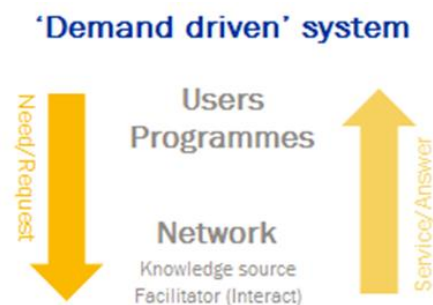 ‘Demand driven’ system
Need/Request
Users
Programmes
Service/Answer
Network
Knowledge source
Facilitator (Interact)